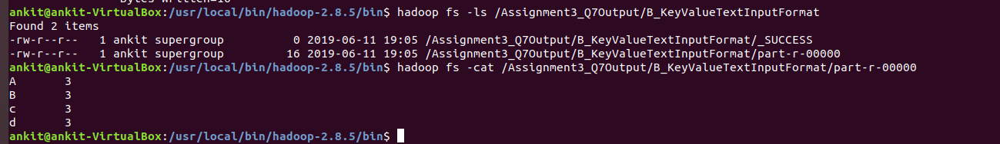 Bytes Written=16
ankit@ankit-VirtualBox:/usr/local/bin/hadoop-2.8.5/bin$ hadoop fs -ls /Assignment3_Q7Output/B_KeyValueTextInputFormat
Found 2 items
-rw-r--r--   1 ankit supergroup          0 2019-06-11 19:05 /Assignment3_Q7Output/B_KeyValueTextInputFormat/_SUCCESS
-rw-r--r--   1 ankit supergroup         16 2019-06-11 19:05 /Assignment3_Q7Output/B_KeyValueTextInputFormat/part-r-00000
ankit@ankit-VirtualBox:/usr/local/bin/hadoop-2.8.5/bin$ hadoop fs -cat /Assignment3_Q7Output/B_KeyValueTextInputFormat/part-r-00000
A       3
B       3
c       3
d       3
ankit@ankit-VirtualBox:/usr/local/bin/hadoop-2.8.5/bin$